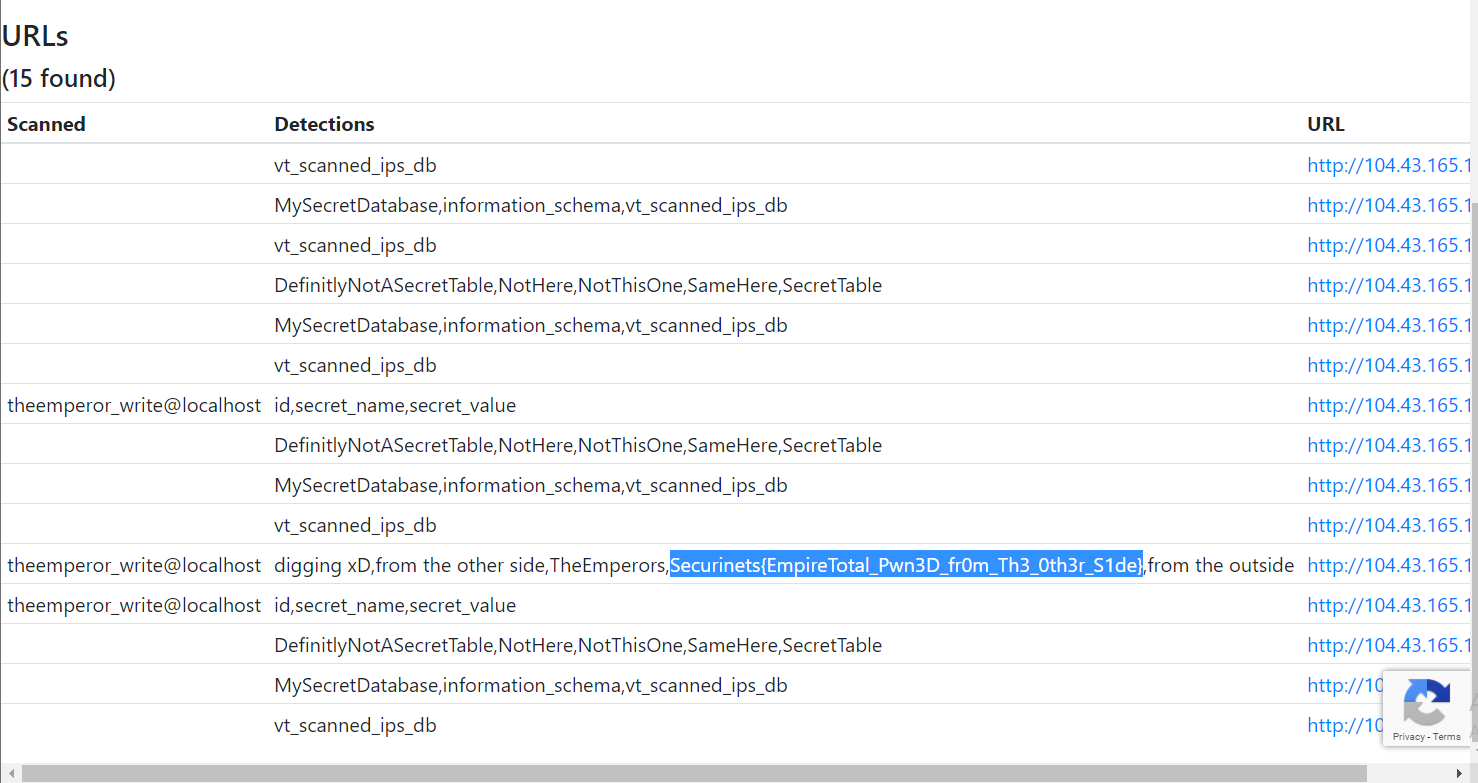 URLs
(15 found)
Scanned Detections URL
vt_scanned_ips_db http://104.43.165.1
MySecretDatabase,information_schema,vt_scanned_ips_db http://104.43.165.1
vt_scanned_ips_db http://104.43.165.1
DefinitlyNotASecretTable,NotHere,NotThisOne,SameHere,SecretTable http://104.43.165.1
MySecretDatabase,information_schema,vt_scanned_ips_db http://104.43.165.1
vt_scanned_ips_db http://104.43.165.1
theemperor_write@localhost id,secret_name,secret_value http://104.43.165.1
DefinitlyNotASecretTable,NotHere,NotThisOne,SameHere,SecretTable http://104.43.165.1
MySecretDatabase,information_schema,vt_scanned_ips_db http://104.43.165.1
vt_scanned_ips_db http://104.43.165.1
theemperor_write@localhost digging xD,from the other side,TheEmperors,Securinets{EmpireTotal_Pwn3D_fr0m_Th3_0th3r_S1de},from the outside http://104.43.165.1
theemperor_write@localhost id,secret_name,secret_value http://104.43.165.1
DefinitlyNotASecretTable,NotHere,NotThisOne,SameHere,SecretTable http://104.43.165.1
MySecretDatabase,information_schema,vt_scanned_ips_db http://10
vt_scanned_ips_db http://10
Privacy - Terms